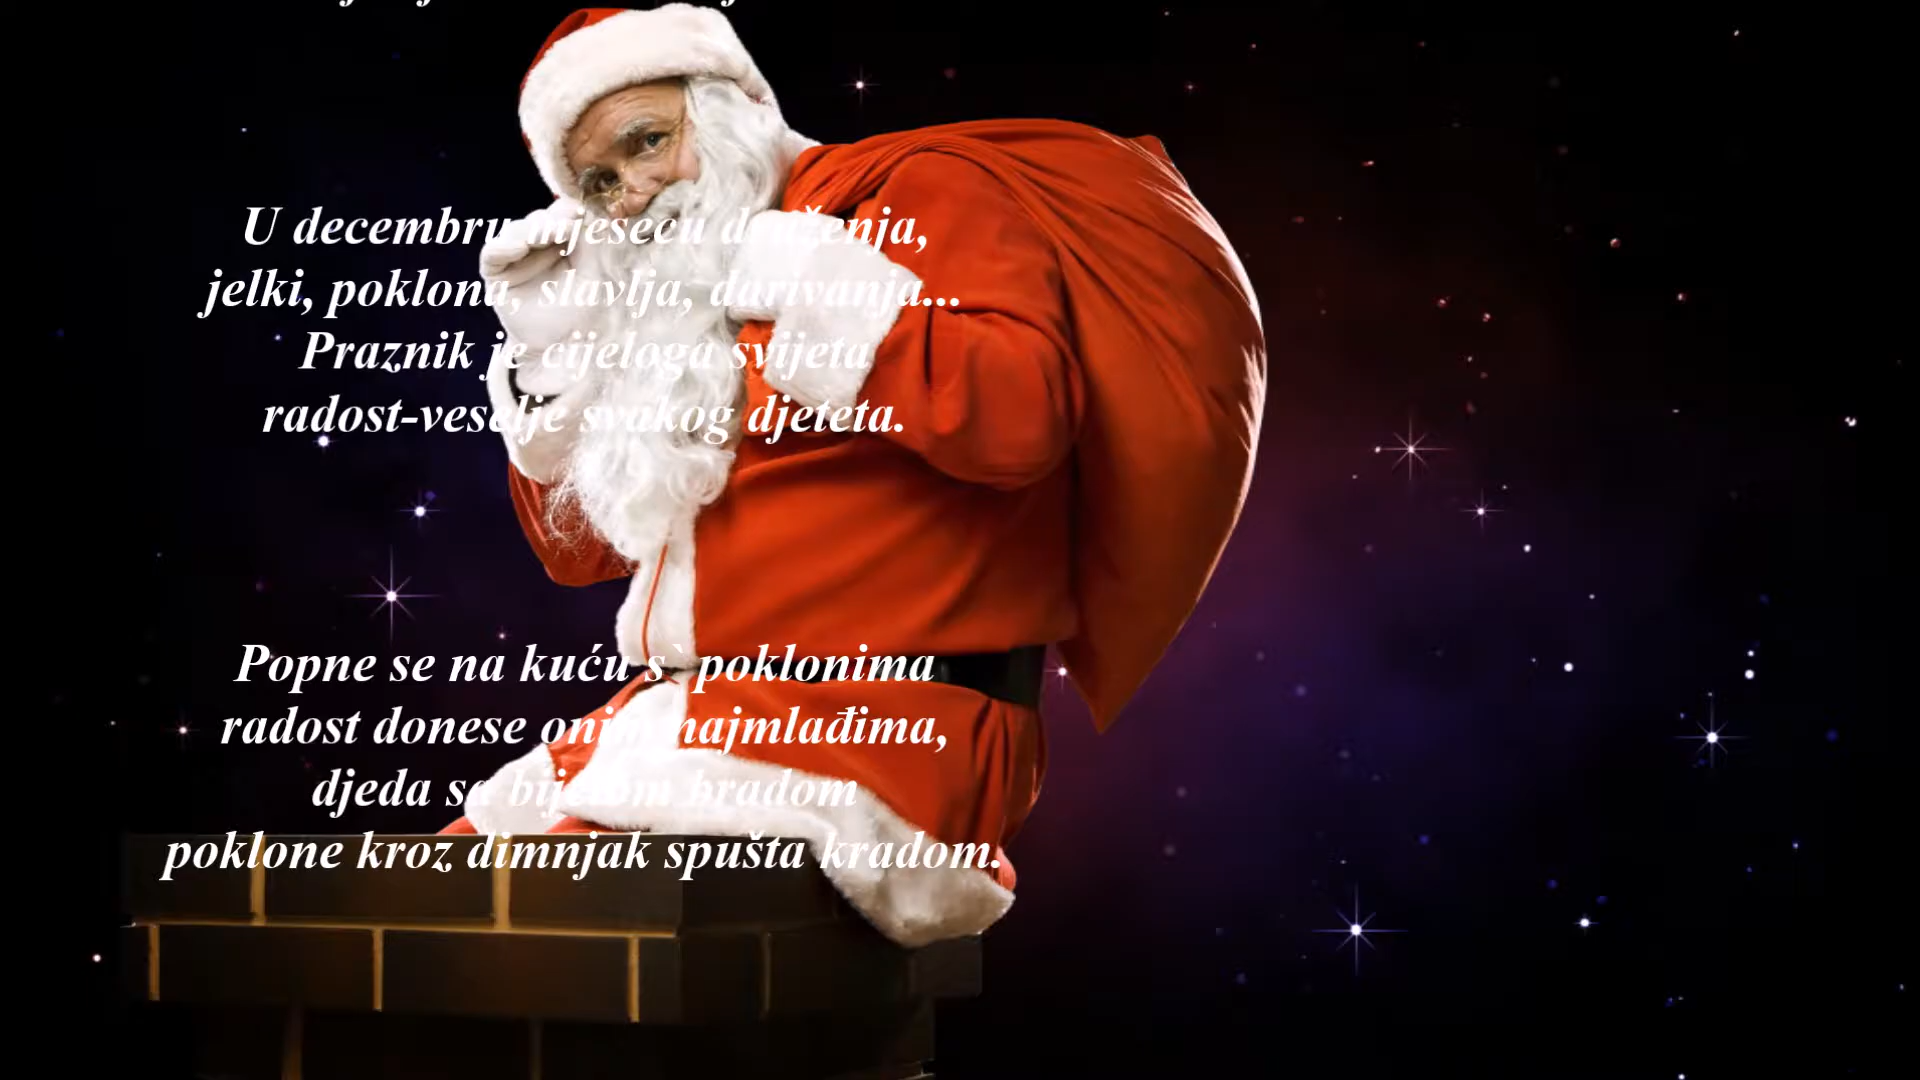 U decembru mjesecu druženja,
jelki, poklona, slavlja, darivanja...
Praznik je cijeloga svijeta
radost-veselje svakog djeteta.
Popne se na kuću s` poklonima
radost donese onim najmlađima,
djeda sa bijelom bradom
poklone kroz dimnjak spušta kradom.